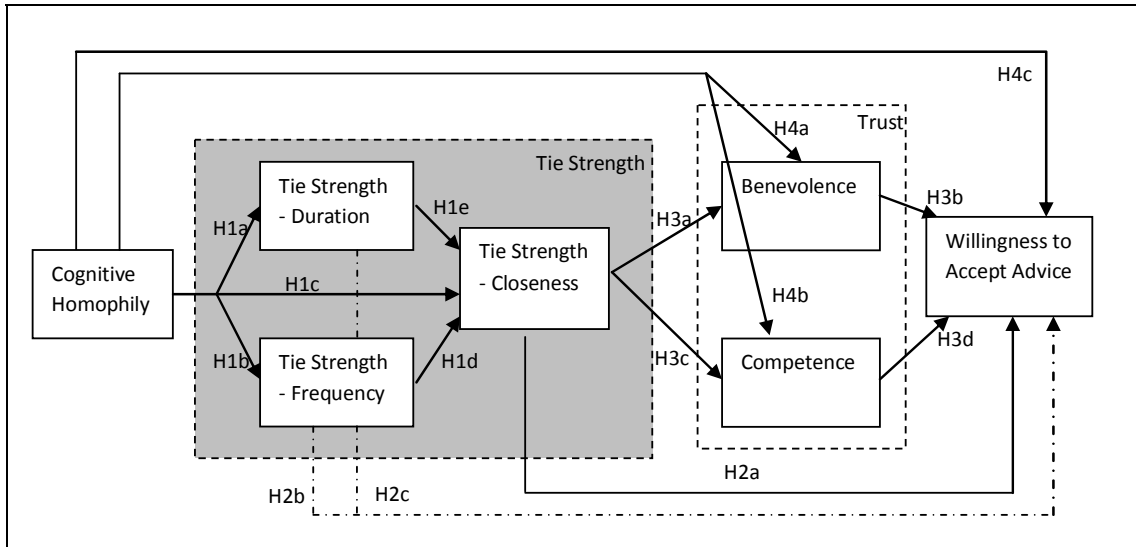 H4c
H4a
Trust
Tie Strength
Tie Strength
- Duration
Benevolence
H1a
H1e
H3a
H3b
Cognitive
Homophily
H1c
Tie Strength
- Closeness
Willingness to
Accept Advice
H4b
H1b
Tie Strength
- Frequency
H1d
H3c
Competence
H3d
H2a
H2b
H2c